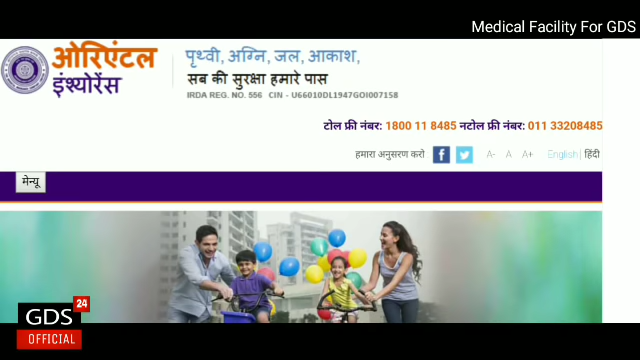 Medical Facility For GDS
ओरिएंटल
इंश्योरेंस
पृथ्वी, अग्नि, जल, आकाश,
सब की सुरक्षा हमारे पास
IRDA REG. NO. 556 CIN - U66010DL1947GOI007158
टोल फ्री नंबर: 1800 11 8485 नटोल फ्री नंबर: 011 33208485
हमारा अनुसरण करो f A- A A+ English | हिंदी
मेन्यू
GDS 24
OFFICIAL